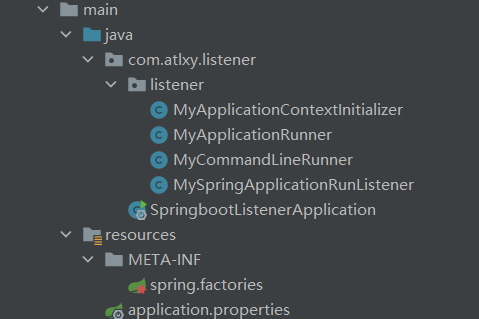 main
java
com.atlxy.listener
listener
MyApplicationContextInitializer
MyApplicationRunner
MyCommandLineRunner
MySpringApplicationRunListener
SpringbootListenerApplication
resources
META-INF
spring.factories
application.properties